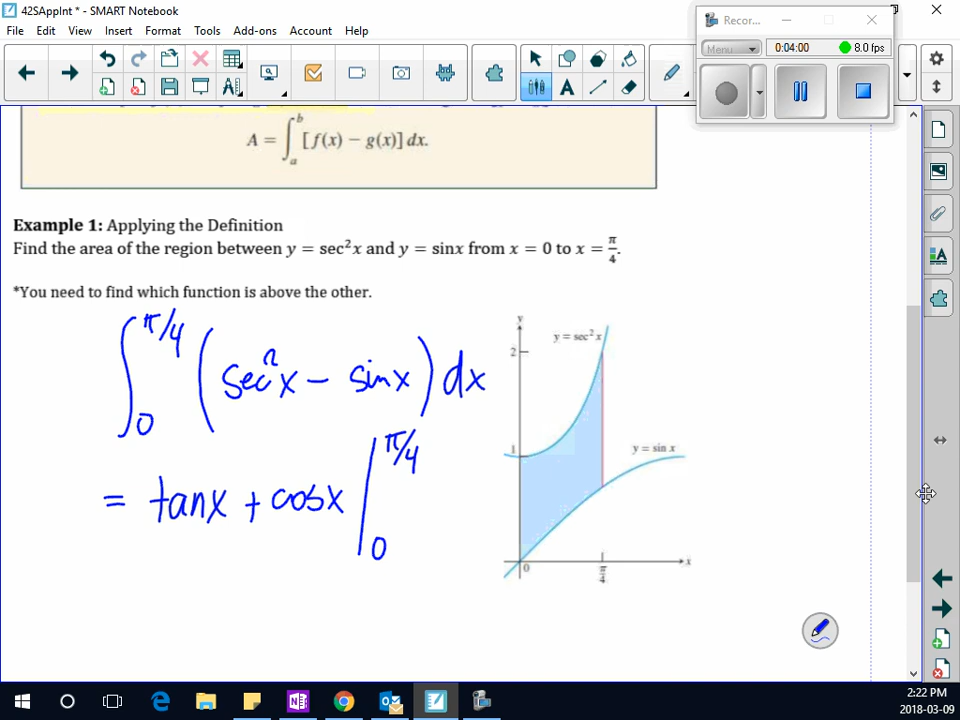 42SAppInt * - SMART Notebook
File Edit View Insert Format Tools Add-ons Account Help
Recor...
Menu 0:04:00 8.0 fps
A = ∫_a^b [f(x) − g(x)] dx.
Example 1: Applying the Definition
Find the area of the region between y = sec²x and y = sinx from x = 0 to x = π/4.
*You need to find which function is above the other.
∫_0^{π/4} (sec²x − sinx) dx
= tanx + cosx |_0^{π/4}
y
y = sec² x
2
1
y = sin x
0
π/4
x
2:22 PM
2018-03-09